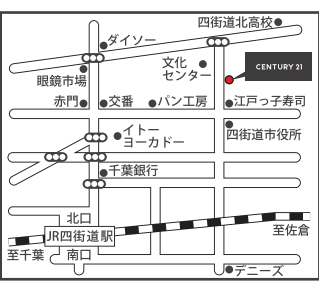 四街道北高校
ダイソー
文化
センター
CENTURY 21
眼鏡市場
赤門
交番
パン工房
江戸っ子寿司
イトー
ヨーカドー
四街道市役所
千葉銀行
北口
JR四街道駅
至佐倉
至千葉
南口
デニーズ